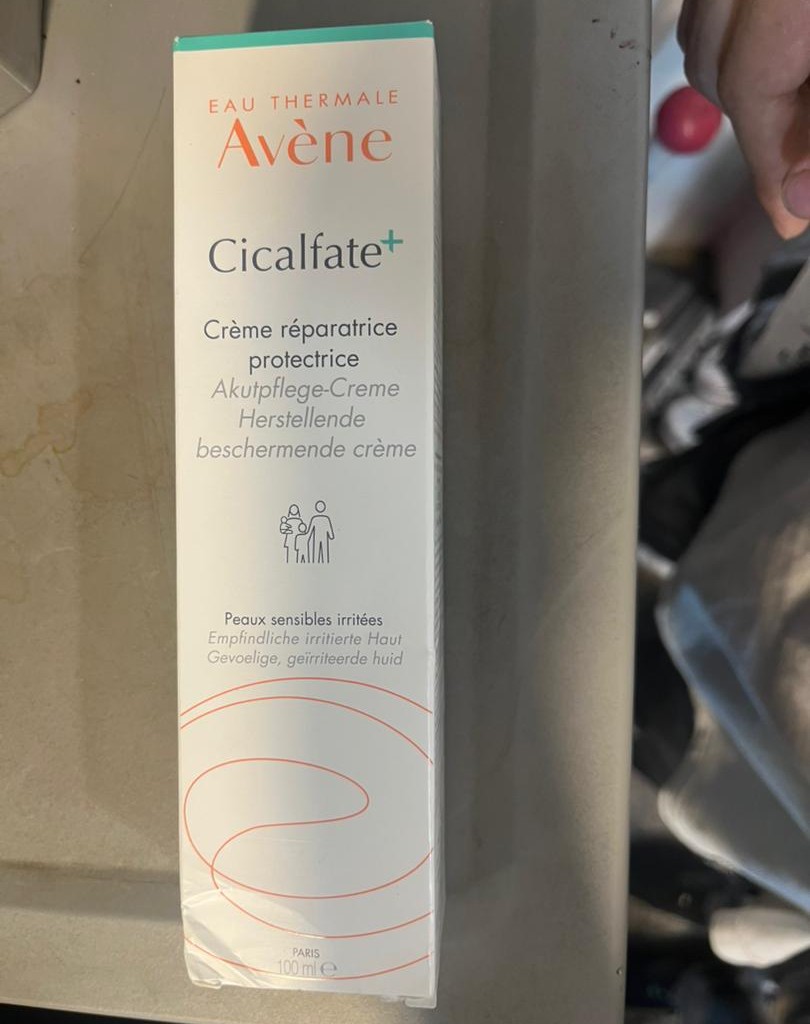 EAU THERMALE
Avène
Cicalfate+
Crème réparatrice
protectrice
Akutpflege-Creme
Herstellende
beschermende crème
Peaux sensibles irritées
Empfindliche irritierte Haut
Gevoelige, geïrriteerde huid
PARIS
100 ml ℮